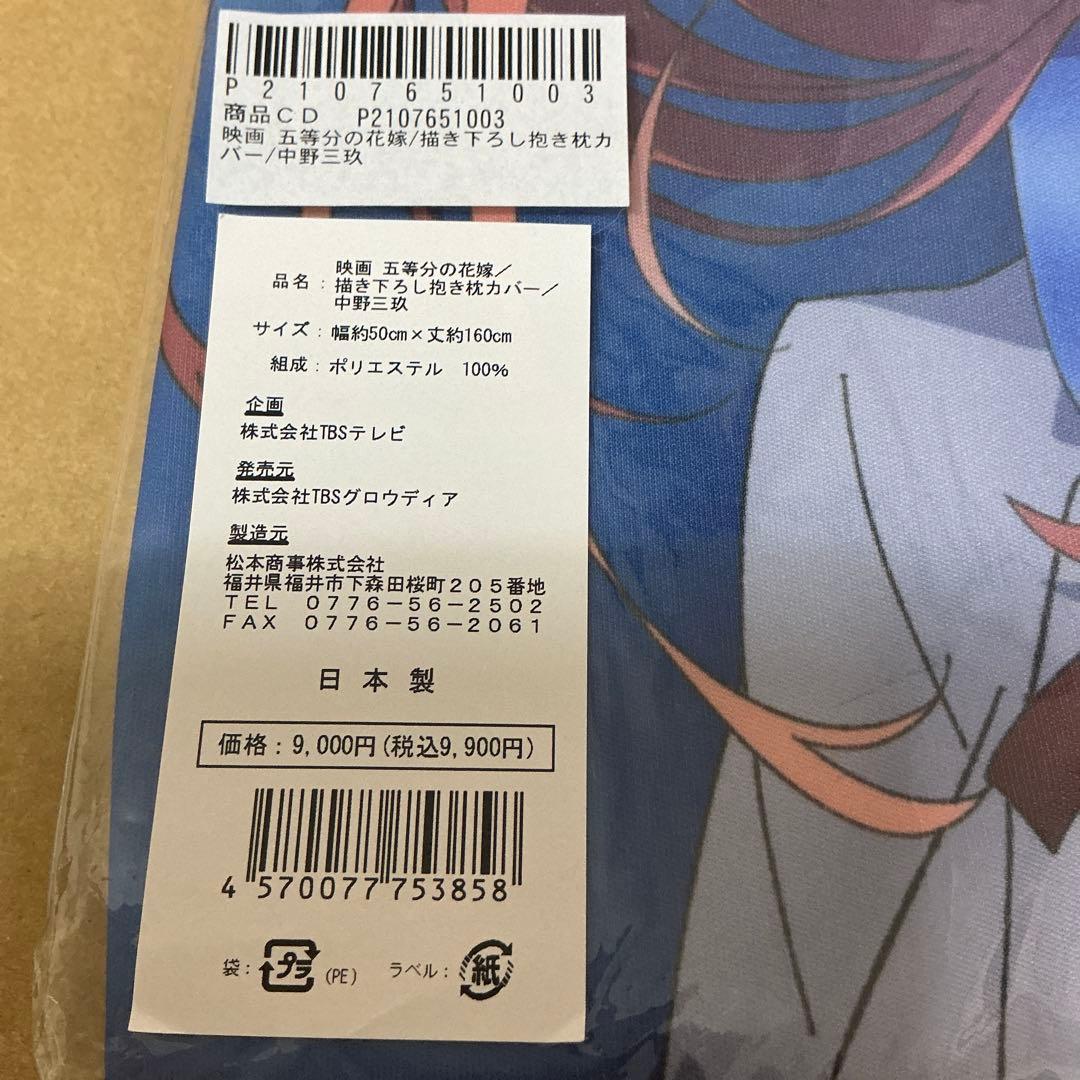 P2107651003
商品CD P2107651003
映画 五等分の花嫁/描き下ろし抱き枕カ
バー/中野三玖
品名: 映画 五等分の花嫁/
描き下ろし抱き枕カバー/
中野三玖
サイズ: 幅約50cm×丈約160cm
組成: ポリエステル 100%
企画
株式会社TBSテレビ
発売元
株式会社TBSグロウディア
製造元
松本商事株式会社
福井県福井市下森田桜町205番地
TEL 0776-56-2502
FAX 0776-56-2061
日本製
価格: 9,000円(税込9,900円)
4 570077 753858
袋: プラ (PE) ラベル: 紙